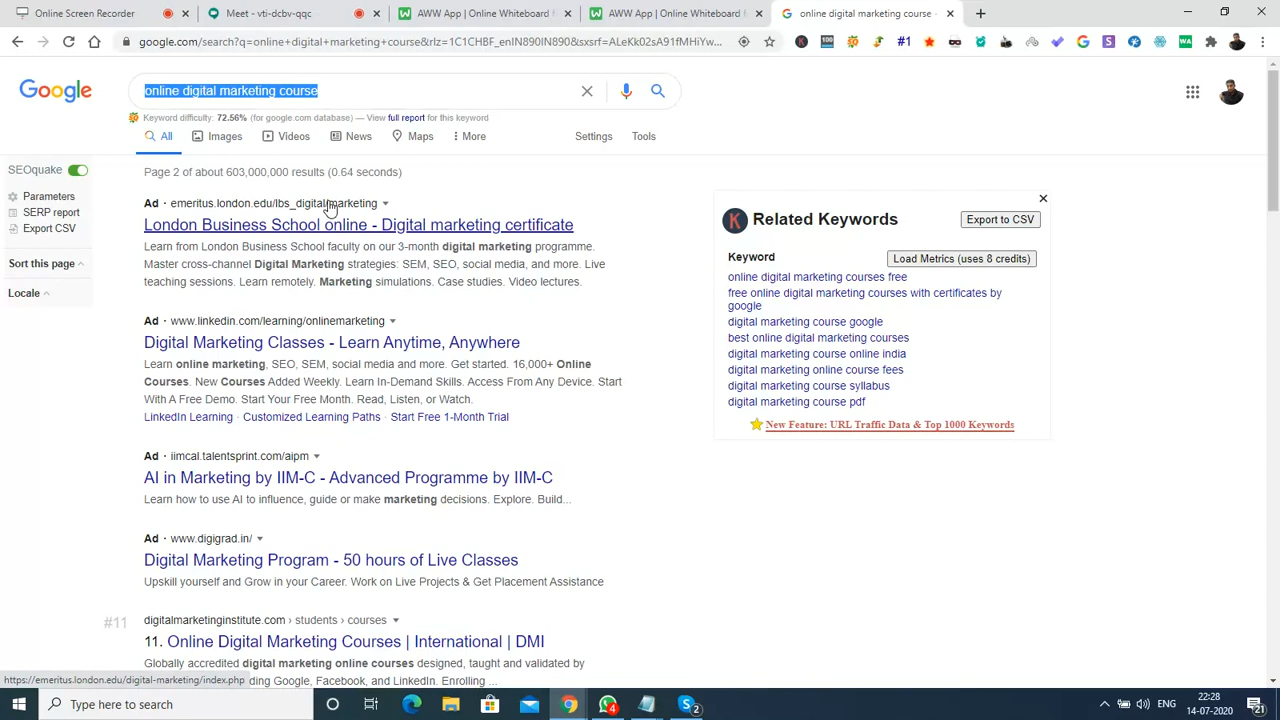 Online Screen Recorder
Meet - vti-dcbv-qqc
AWW App | Online Whiteboard f
AWW App | Online Whiteboard f
online digital marketing course -
google.com/search?q=online+digital+marketing+course&rlz=1C1CHBF_enIN890IN890&sxsrf=ALeKk02sA91fMHiYw...
Google
online digital marketing course
Keyword difficulty: 72.56% (for google.com database) — View full report for this keyword
All
Images
Videos
News
Maps
More
Settings
Tools
SEOquake
Parameters
SERP report
Export CSV
Sort this page
Locale
Page 2 of about 603,000,000 results (0.64 seconds)
Ad · emeritus.london.edu/lbs_digital/marketing
London Business School online - Digital marketing certificate
Learn from London Business School faculty on our 3-month digital marketing programme.
Master cross-channel Digital Marketing strategies: SEM, SEO, social media, and more. Live
teaching sessions. Learn remotely. Marketing simulations. Case studies. Video lectures.
Ad · www.linkedin.com/learning/onlinemarketing
Digital Marketing Classes - Learn Anytime, Anywhere
Learn online marketing, SEO, SEM, social media and more. Get started. 16,000+ Online
Courses. New Courses Added Weekly. Learn In-Demand Skills. Access From Any Device. Start
With A Free Demo. Start Your Free Month. Read, Listen, or Watch.
LinkedIn Learning · Customized Learning Paths · Start Free 1-Month Trial
Ad · iimcal.talentsprint.com/aipm
AI in Marketing by IIM-C - Advanced Programme by IIM-C
Learn how to use AI to influence, guide or make marketing decisions. Explore. Build...
Ad · www.digigrad.in/
Digital Marketing Program - 50 hours of Live Classes
Upskill yourself and Grow in your Career. Work on Live Projects & Get Placement Assistance
#11
digitalmarketinginstitute.com › students › courses
11. Online Digital Marketing Courses | International | DMI
Globally accredited digital marketing online courses designed, taught and validated by
ding Google, Facebook, and LinkedIn. Enrolling ...
https://emeritus.london.edu/digital-marketing/index.php
Related Keywords
Export to CSV
Keyword
Load Metrics (uses 8 credits)
online digital marketing courses free
free online digital marketing courses with certificates by
google
digital marketing course google
best online digital marketing courses
digital marketing course online india
digital marketing online course fees
digital marketing course syllabus
digital marketing course pdf
New Feature: URL Traffic Data & Top 1000 Keywords
Type here to search
4
2
ENG
22:28
14-07-2020
21